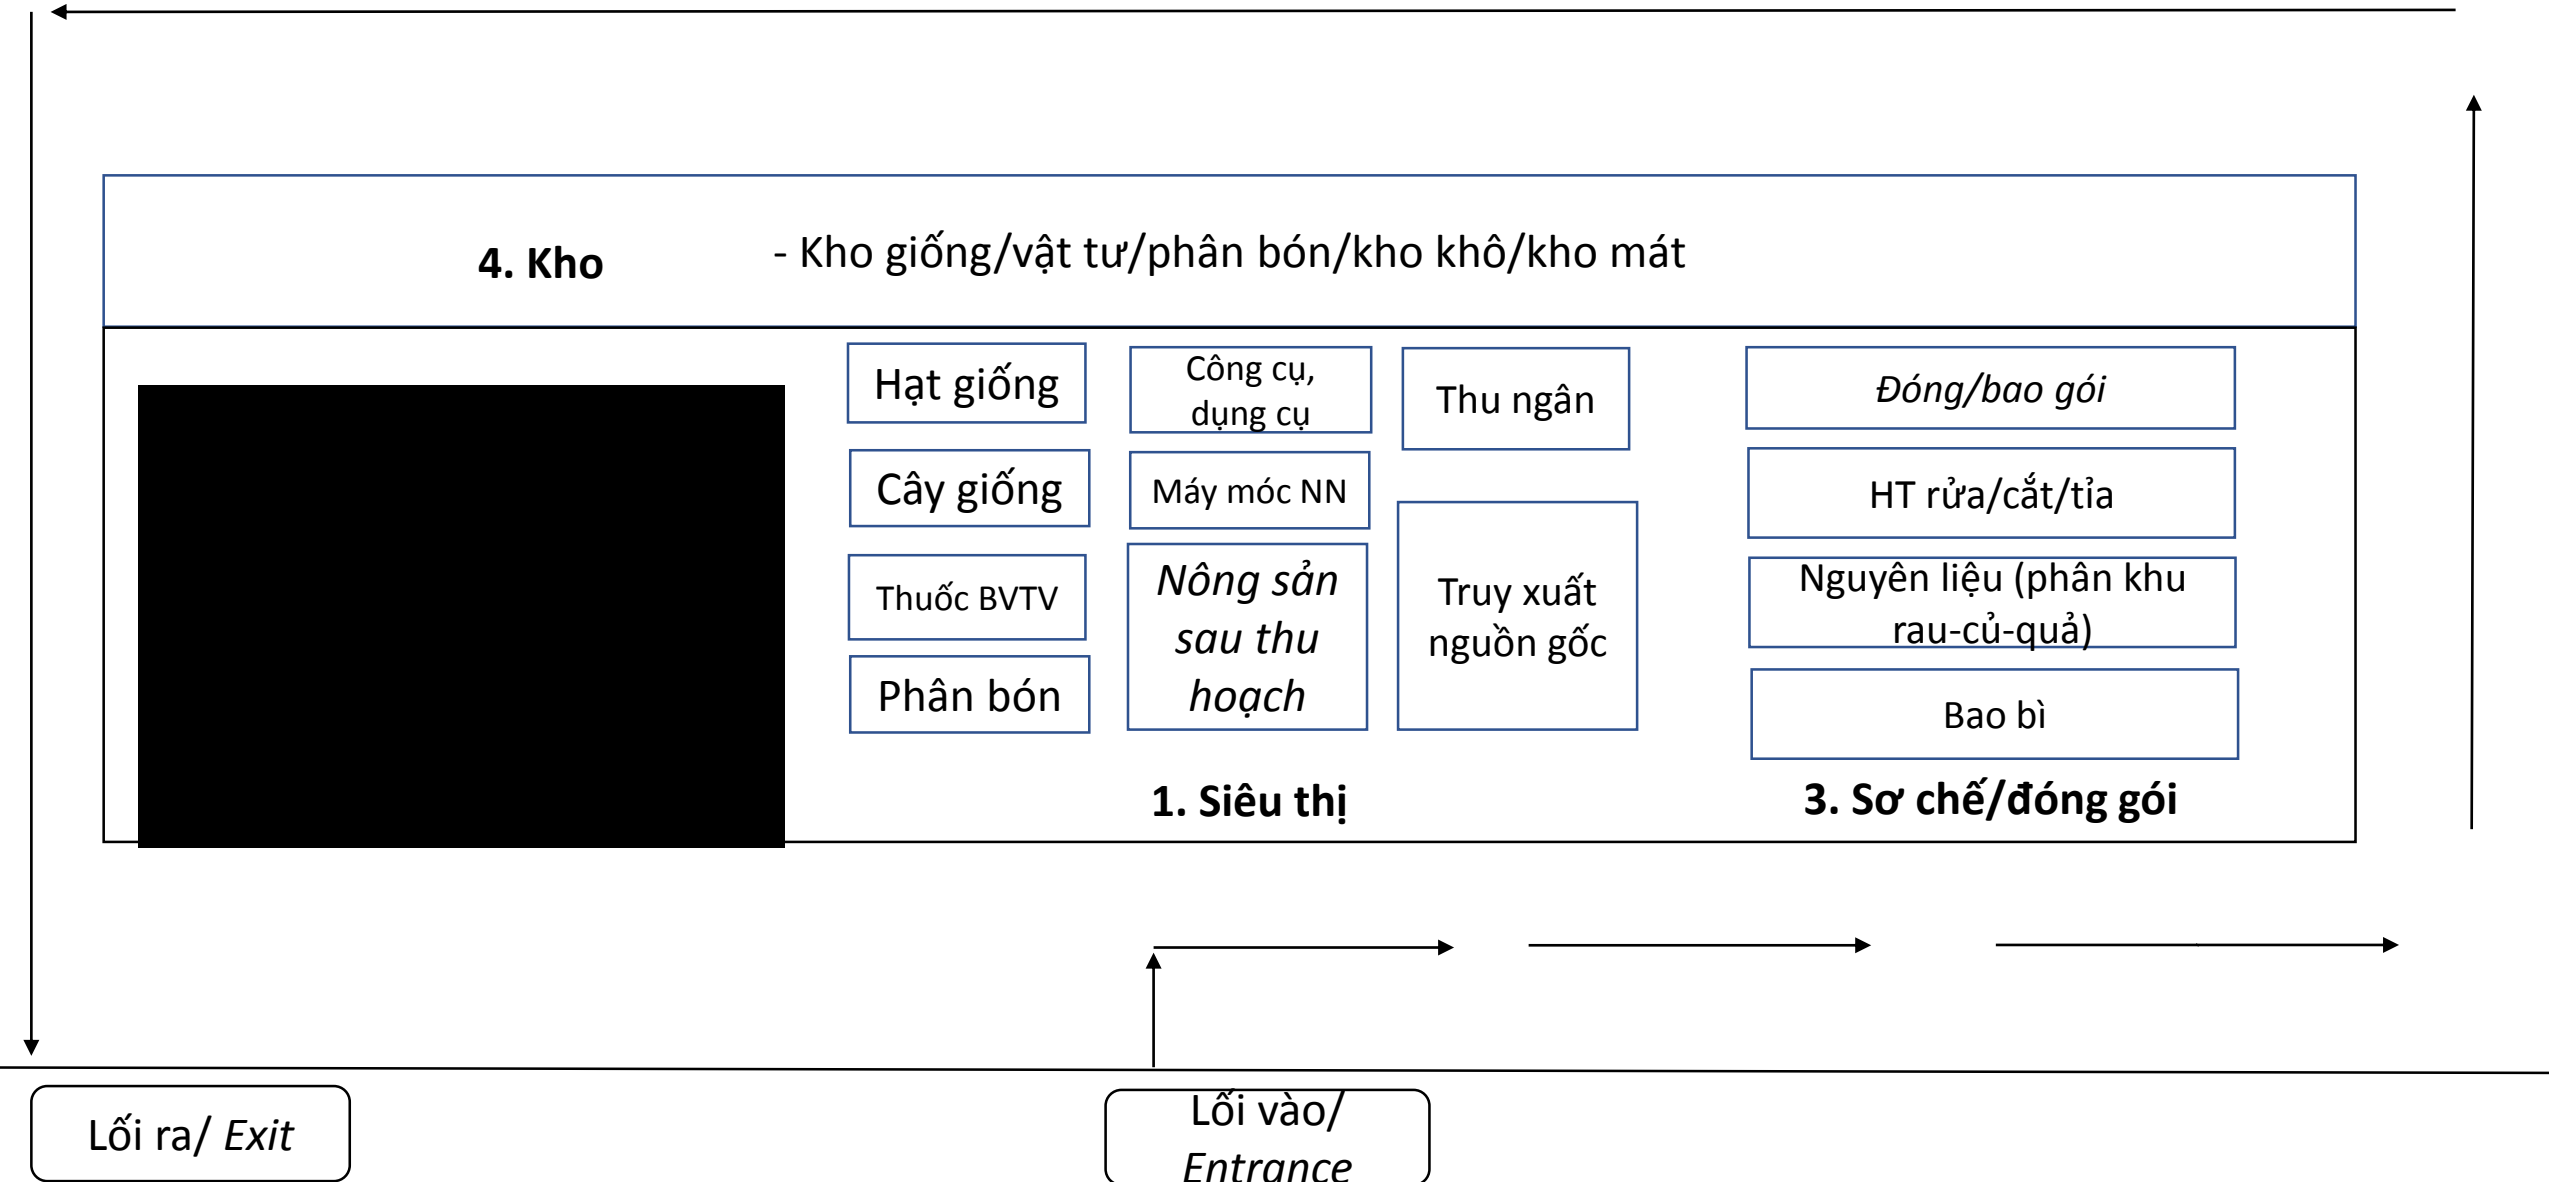 4. Kho
- Kho giống/vật tư/phân bón/kho khô/kho mát
Hạt giống
Cây giống
Thuốc BVTV
Phân bón
Công cụ,
dụng cụ
Máy móc NN
Nông sản
sau thu
hoạch
Thu ngân
Truy xuất
nguồn gốc
1. Siêu thị
Đóng/bao gói
HT rửa/cắt/tỉa
Nguyên liệu (phân khu
rau-củ-quả)
Bao bì
3. Sơ chế/đóng gói
Lối ra/ Exit
Lối vào/
Entrance